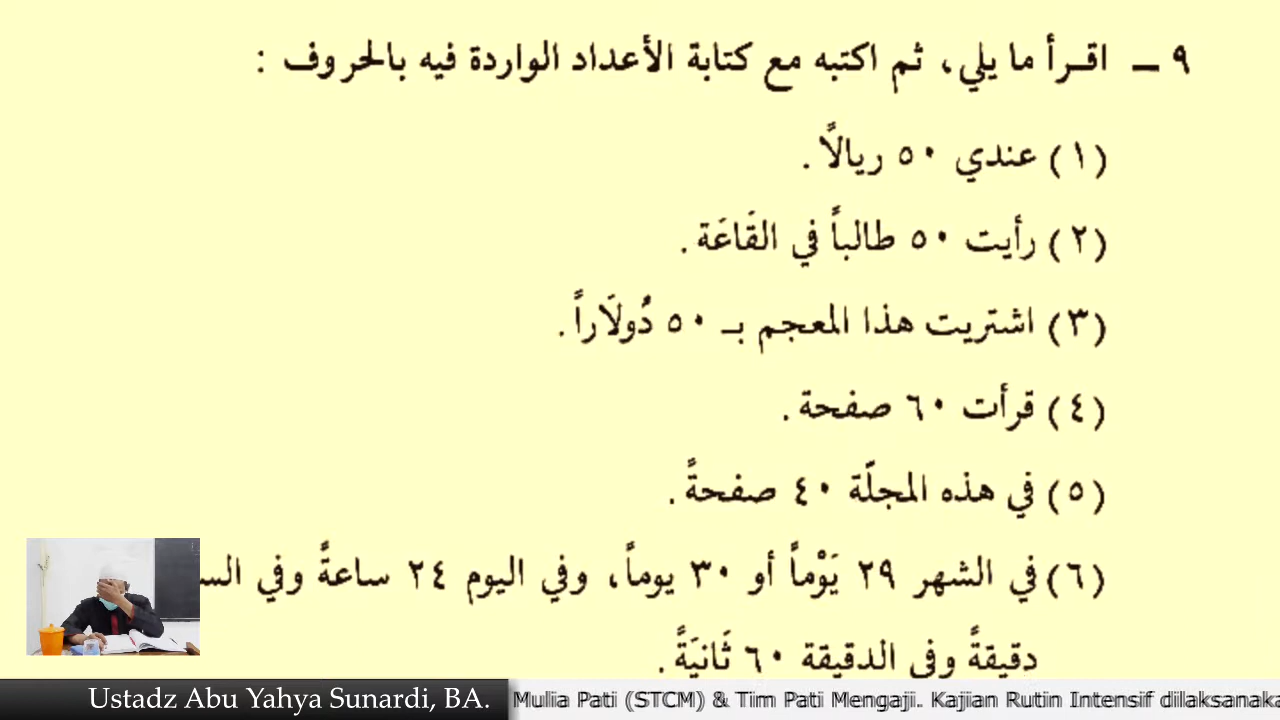 ٩ ــ اقـرأ ما يلي، ثم اكتبه مع كتابة الأعداد الواردة فيه بالحروف :
(١) عندي ٥٠ ريالاً .
(٢) رأيت ٥٠ طالباً في القَاعَة .
(٣) اشتريت هذا المعجم بـ ٥٠ دُولَاراً .
(٤) قرأت ٦٠ صفحة .
(٥) في هذه المجلّة ٤٠ صفحةً .
(٦) في الشهر ٢٩ يَوْماً أو ٣٠ يوماً، وفي اليوم ٢٤ ساعةً وفي
دقيقةً وفي الدقيقة ٦٠ ثَانيَةً .
Ustadz Abu Yahya Sunardi, BA. Mulia Pati (STCM) & Tim Pati Mengaji. Kajian Rutin Intensif